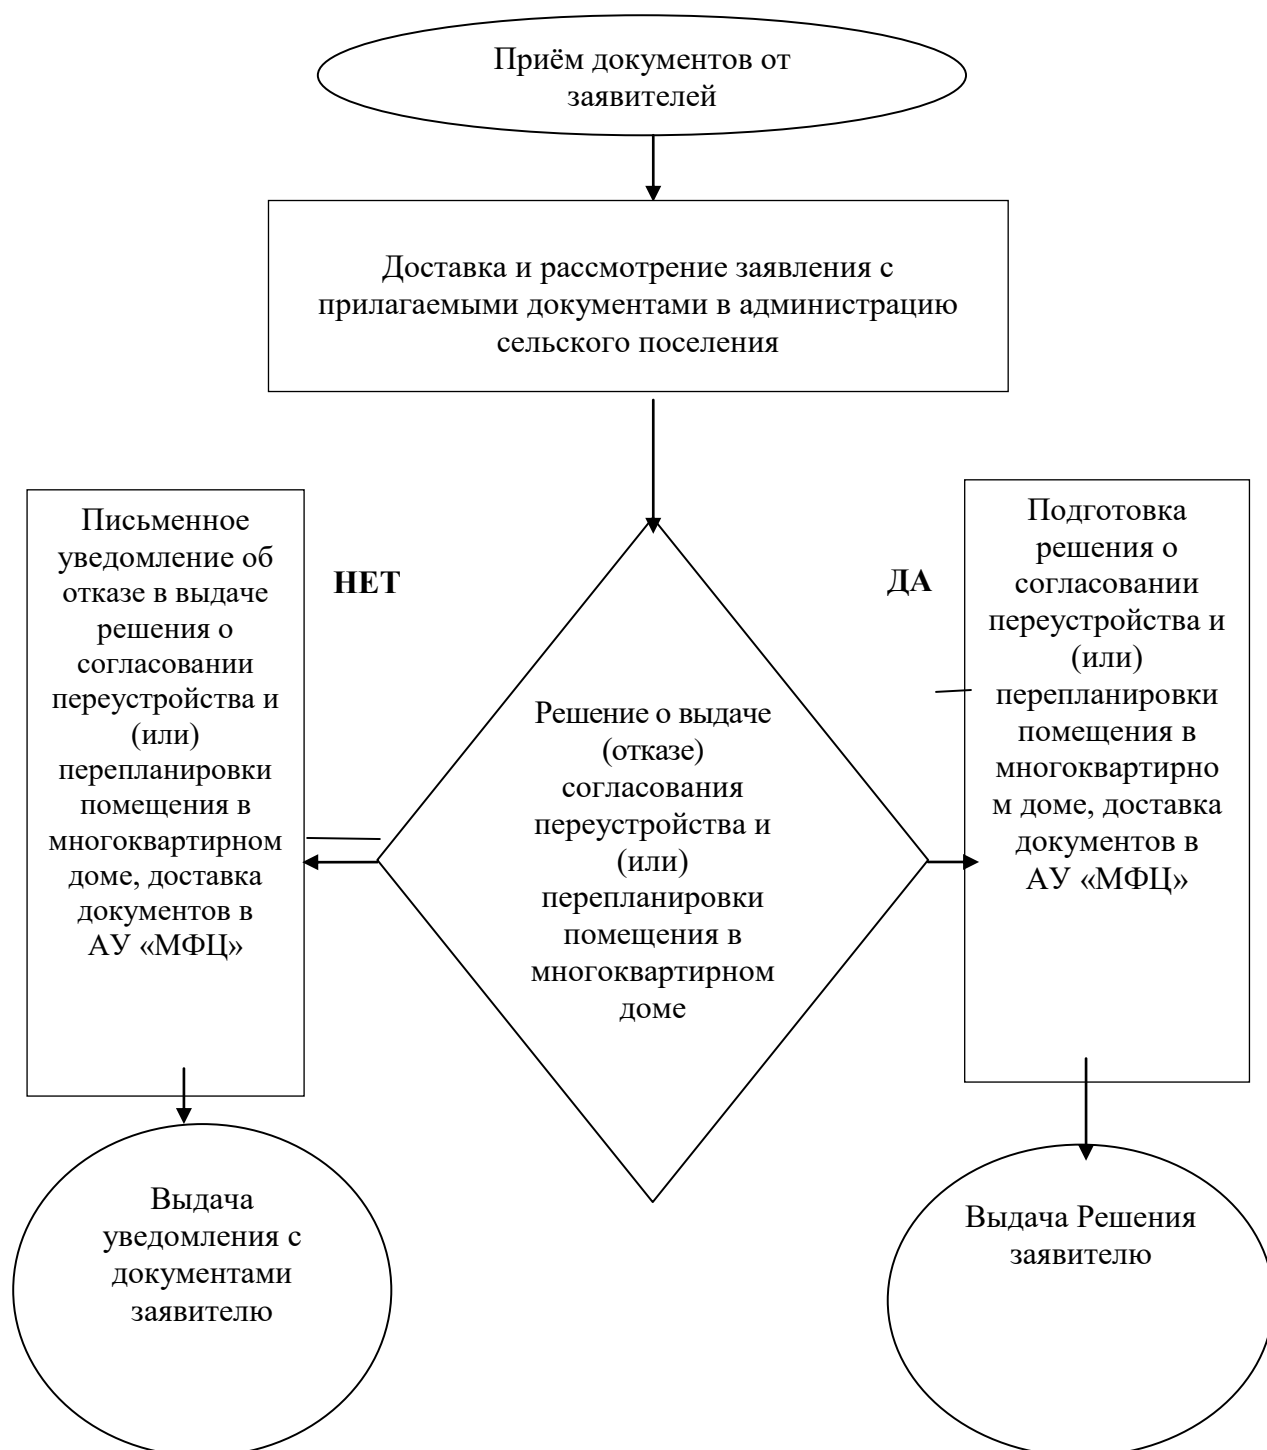 Приём документов от
заявителей
Доставка и рассмотрение заявления с
прилагаемыми документами в администрацию
сельского поселения
Письменное
уведомление об
отказе в выдаче
решения о
согласовании
переустройства и
(или)
перепланировки
помещения в
многоквартирном
доме, доставка
документов в
АУ «МФЦ»
НЕТ
Решение о выдаче
(отказе)
согласования
переустройства и
(или)
перепланировки
помещения в
многоквартирном
доме
ДА
Подготовка
решения о
согласовании
переустройства и
(или)
перепланировки
помещения в
многоквартирно
м доме, доставка
документов в
АУ «МФЦ»
Выдача
уведомления с
документами
заявителю
Выдача Решения
заявителю